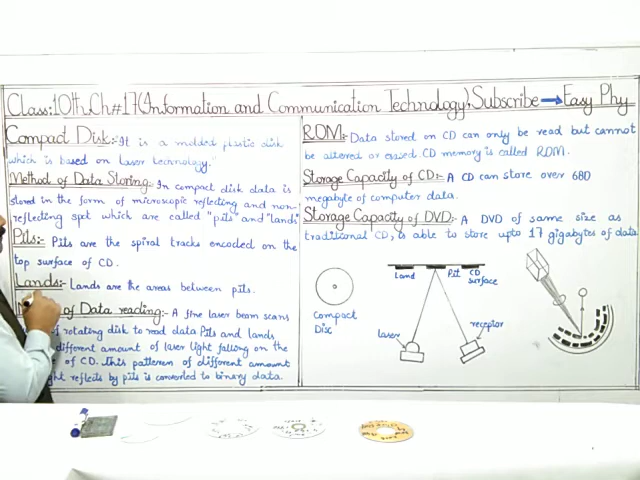 Class:10th, Ch#17(Information and Communication Technology), Subscribe → Easy Phy
Compact Disk:- It is a molded plastic disk
which is based on laser technology."
Method of Data Storing:- In compact disk data is
stored in the form of microscopic reflecting and non-
reflecting spot which are called "pits" and "lands"
Pits:- Pits are the spiral tracks encoded on the
top surface of CD.
Lands:- Lands are the areas between pits.
of Data reading:- A fine laser beam scans
of rotating disk to read data Pits and lands
different amount of laser light falling on the
of CD. This pattern of different amount
reflects by pits is converted to binary data.
ROM:- Data stored on CD can only be read but cannot
be altered or erased CD memory is called ROM.
Storage Capacity of CD:- A CD can store over 680
megabyte of computer data.
Storage Capacity of DVD:- A DVD of same size as
traditional CD, is able to store upto 17 gigabytes of data
Compact
Disc
Land
Pit
CD
surface
laser
receptor